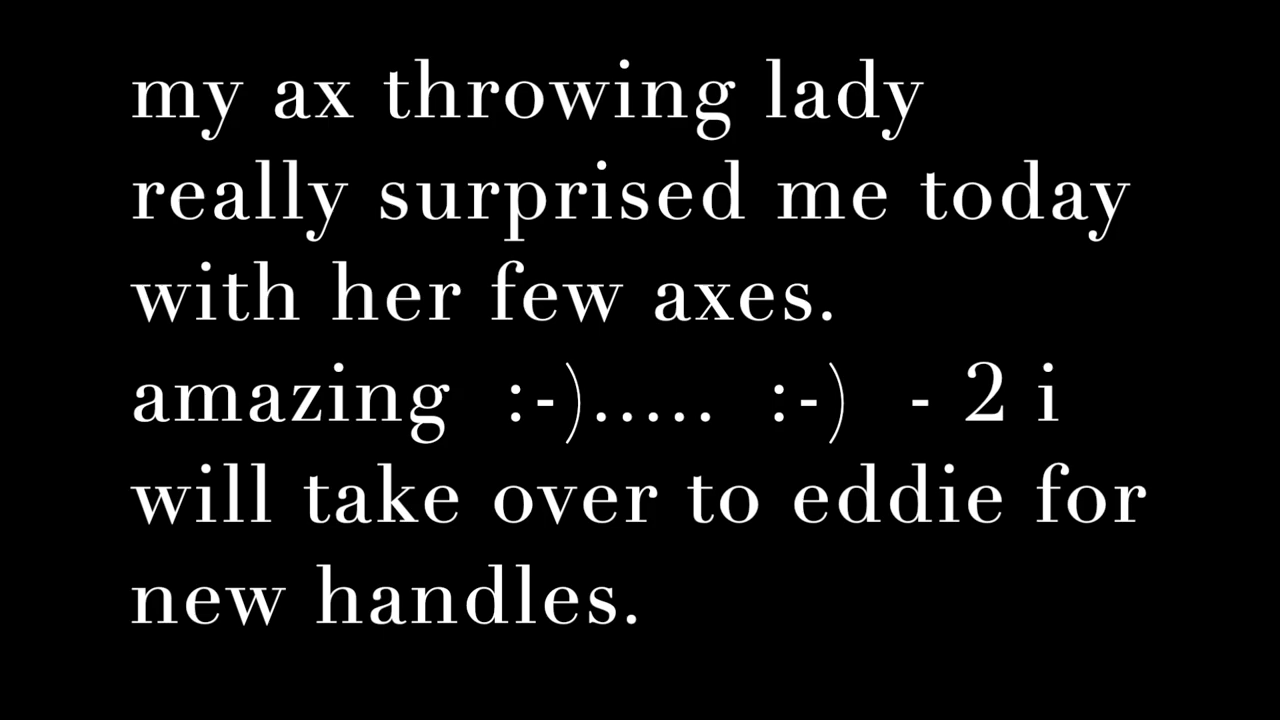 my ax throwing lady
really surprised me today
with her few axes.
amazing  :-).....  :-)  - 2 i
will take over to eddie for
new handles.